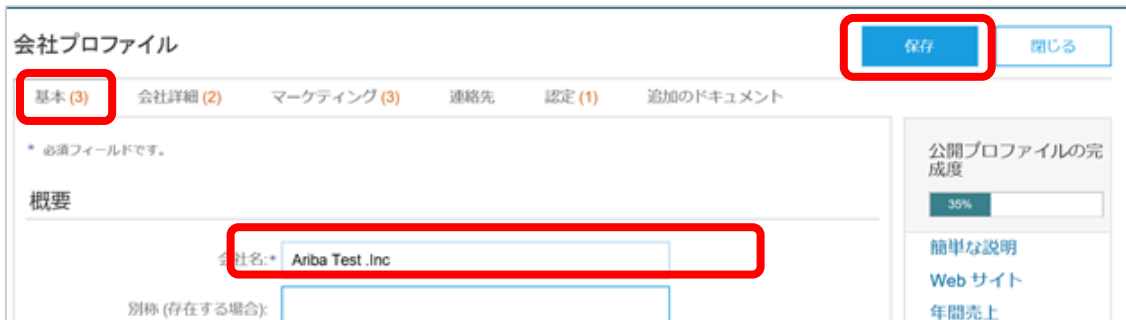 会社プロファイル
保存
閉じる
基本 (3)
会社詳細 (2)
マーケティング (3)
連絡先
認定 (1)
追加のドキュメント
* 必須フィールドです。
概要
会社名:* Ariba Test .Inc
別称 (存在する場合):
公開プロファイルの完
成度
35%
簡単な説明
Web サイト
年間売上